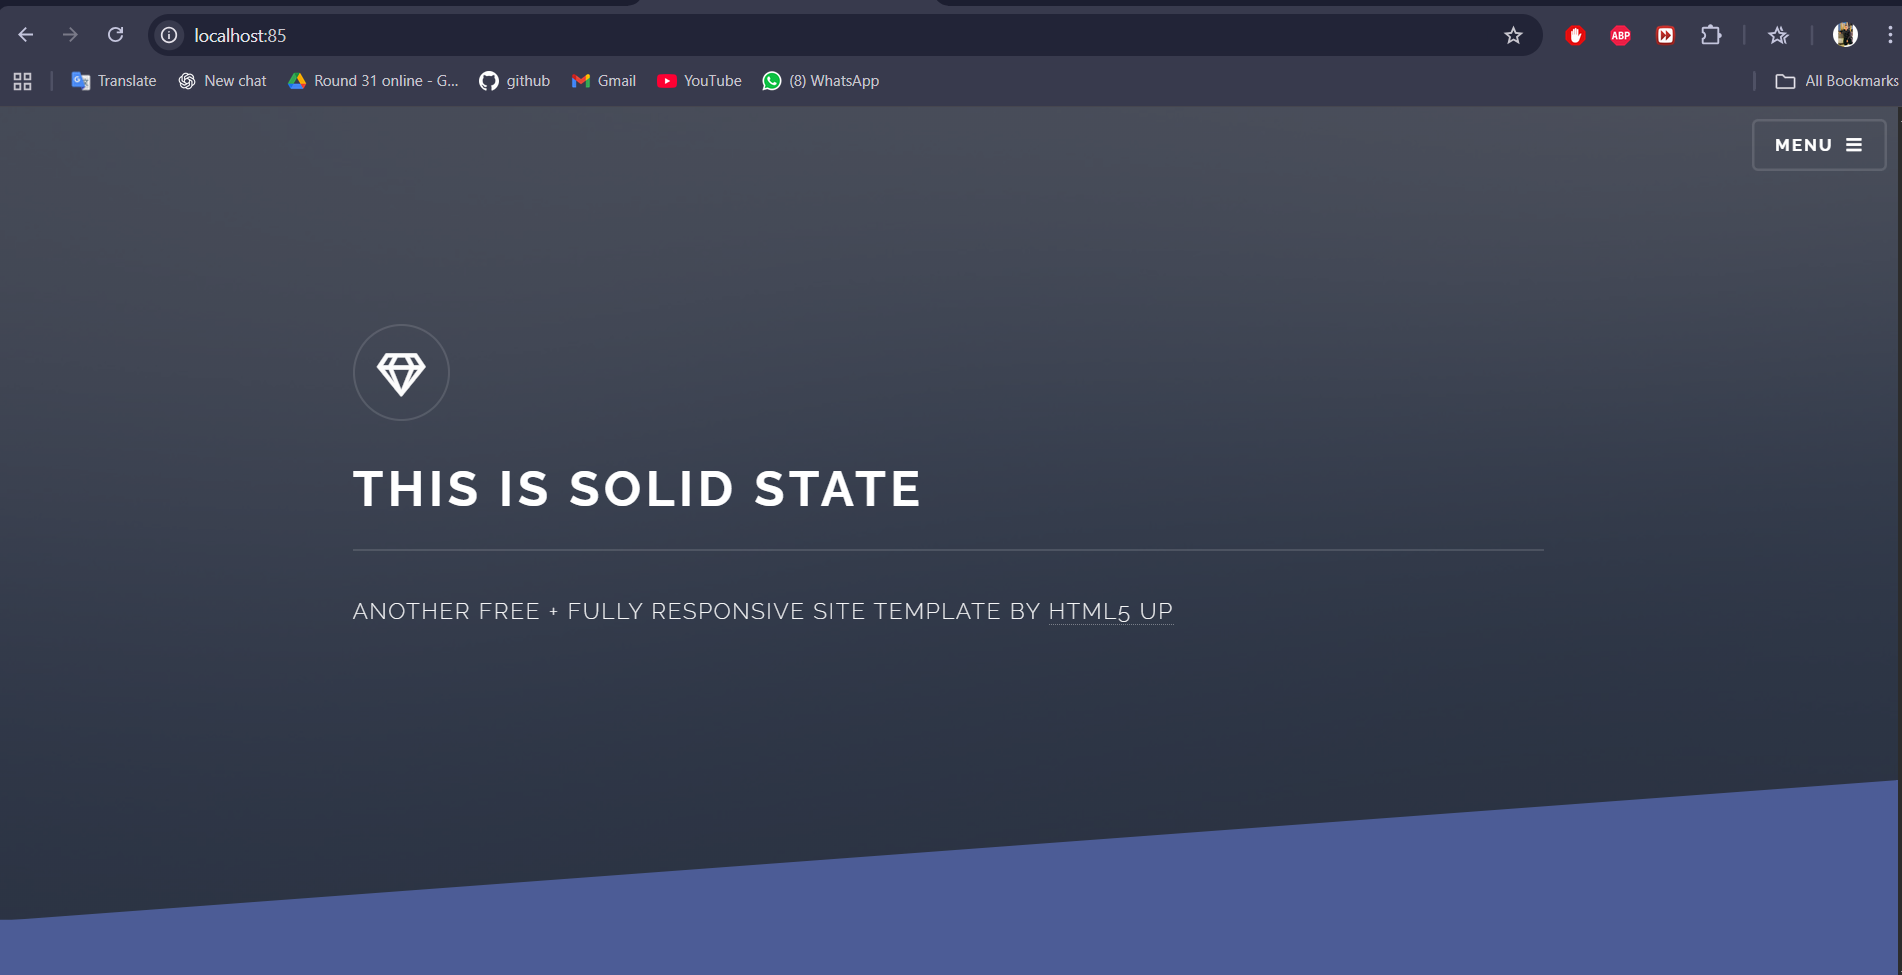 localhost:85
ABP
Translate
New chat
Round 31 online - G...
github
Gmail
YouTube
(8) WhatsApp
All Bookmarks
MENU
THIS IS SOLID STATE
ANOTHER FREE + FULLY RESPONSIVE SITE TEMPLATE BY HTML5 UP